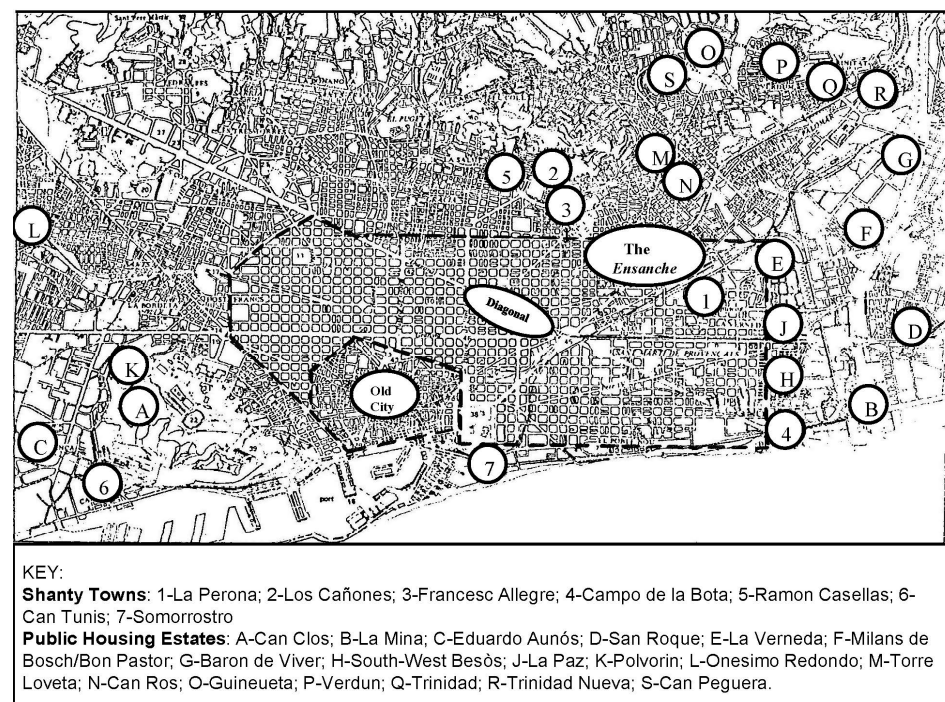 O
P
S
Q
R
EL PUGET
M
G
5
2
N
3
L
F
The
Ensanche
E
1
Diagonal
J
D
K
H
Old
City
A
B
C
4
7
6
port
KEY:
Shanty Towns: 1-La Perona; 2-Los Cañones; 3-Francesc Allegre; 4-Campo de la Bota; 5-Ramon Casellas; 6-
Can Tunis; 7-Somorrostro
Public Housing Estates: A-Can Clos; B-La Mina; C-Eduardo Aunós; D-San Roque; E-La Verneda; F-Milans de
Bosch/Bon Pastor; G-Baron de Viver; H-South-West Besòs; J-La Paz; K-Polvorin; L-Onesimo Redondo; M-Torre
Loveta; N-Can Ros; O-Guineueta; P-Verdun; Q-Trinidad; R-Trinidad Nueva; S-Can Peguera.